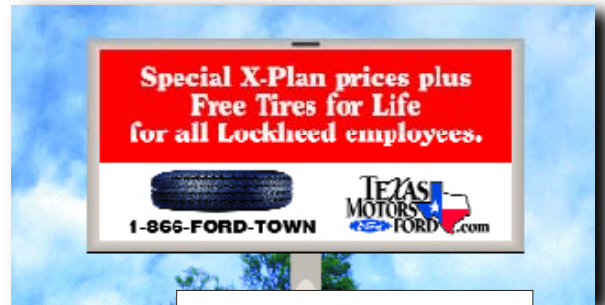 Special X-Plan prices plus
Free Tires for Life
for all Lockheed employees.
1-866-FORD-TOWN
TEXAS
MOTORS
Ford FORD .com